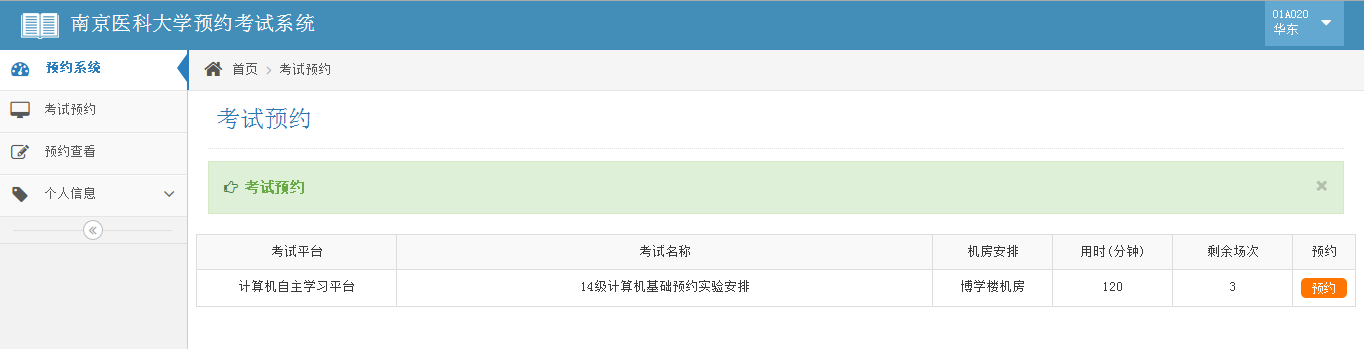 南京医科大学预约考试系统
01A020
华东
预约系统
首页 > 考试预约
考试预约
预约查看
个人信息
考试预约
考试预约
考试平台 考试名称 机房安排 用时(分钟) 剩余场次 预约
计算机自主学习平台 14级计算机基础预约实验安排 博学楼机房 120 3 预约